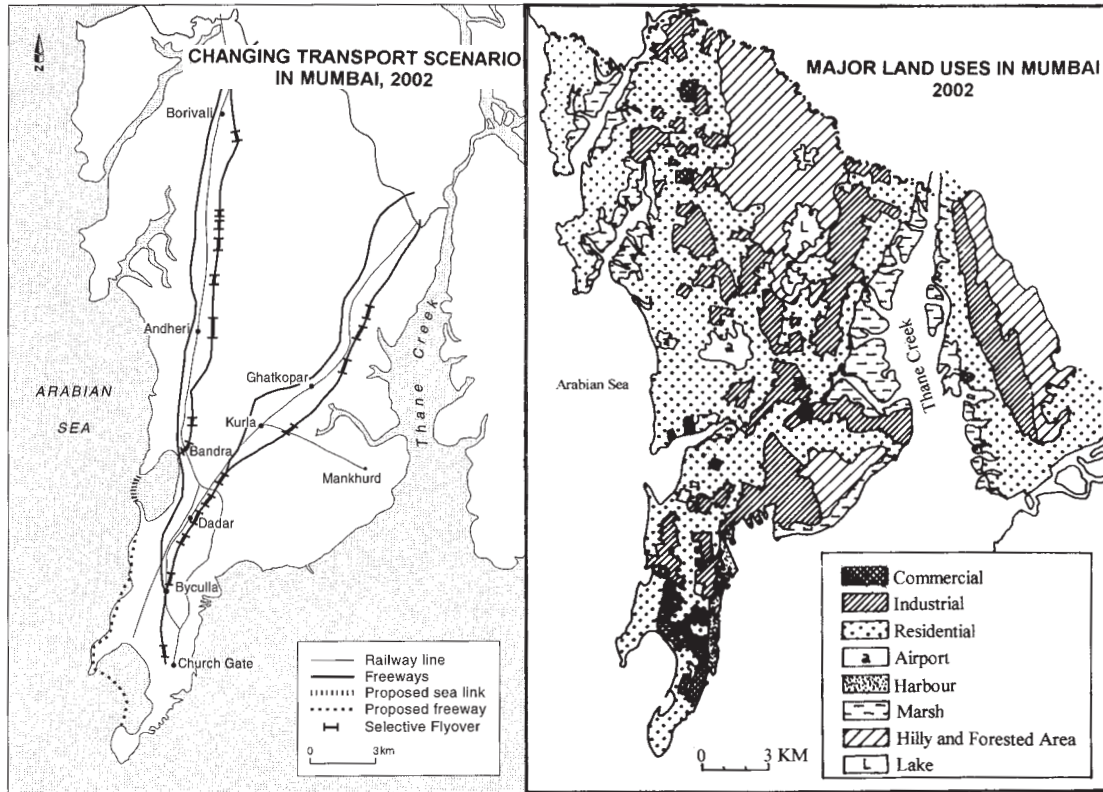 N
CHANGING TRANSPORT SCENARIO
IN MUMBAI, 2002
Borivali
Andheri
ARABIAN
SEA
Ghatkopar
Kurla
Bandra
Mankhurd
Thane Creek
Dadar
Byculla
Church Gate
Railway line
Freeways
Proposed sea link
Proposed freeway
Selective Flyover
0 3km
MAJOR LAND USES IN MUMBAI
2002
L
L
a
a
Arabian Sea
Thane Creek
Commercial
Industrial
Residential
a Airport
Harbour
Marsh
Hilly and Forested Area
L Lake
0 3 KM